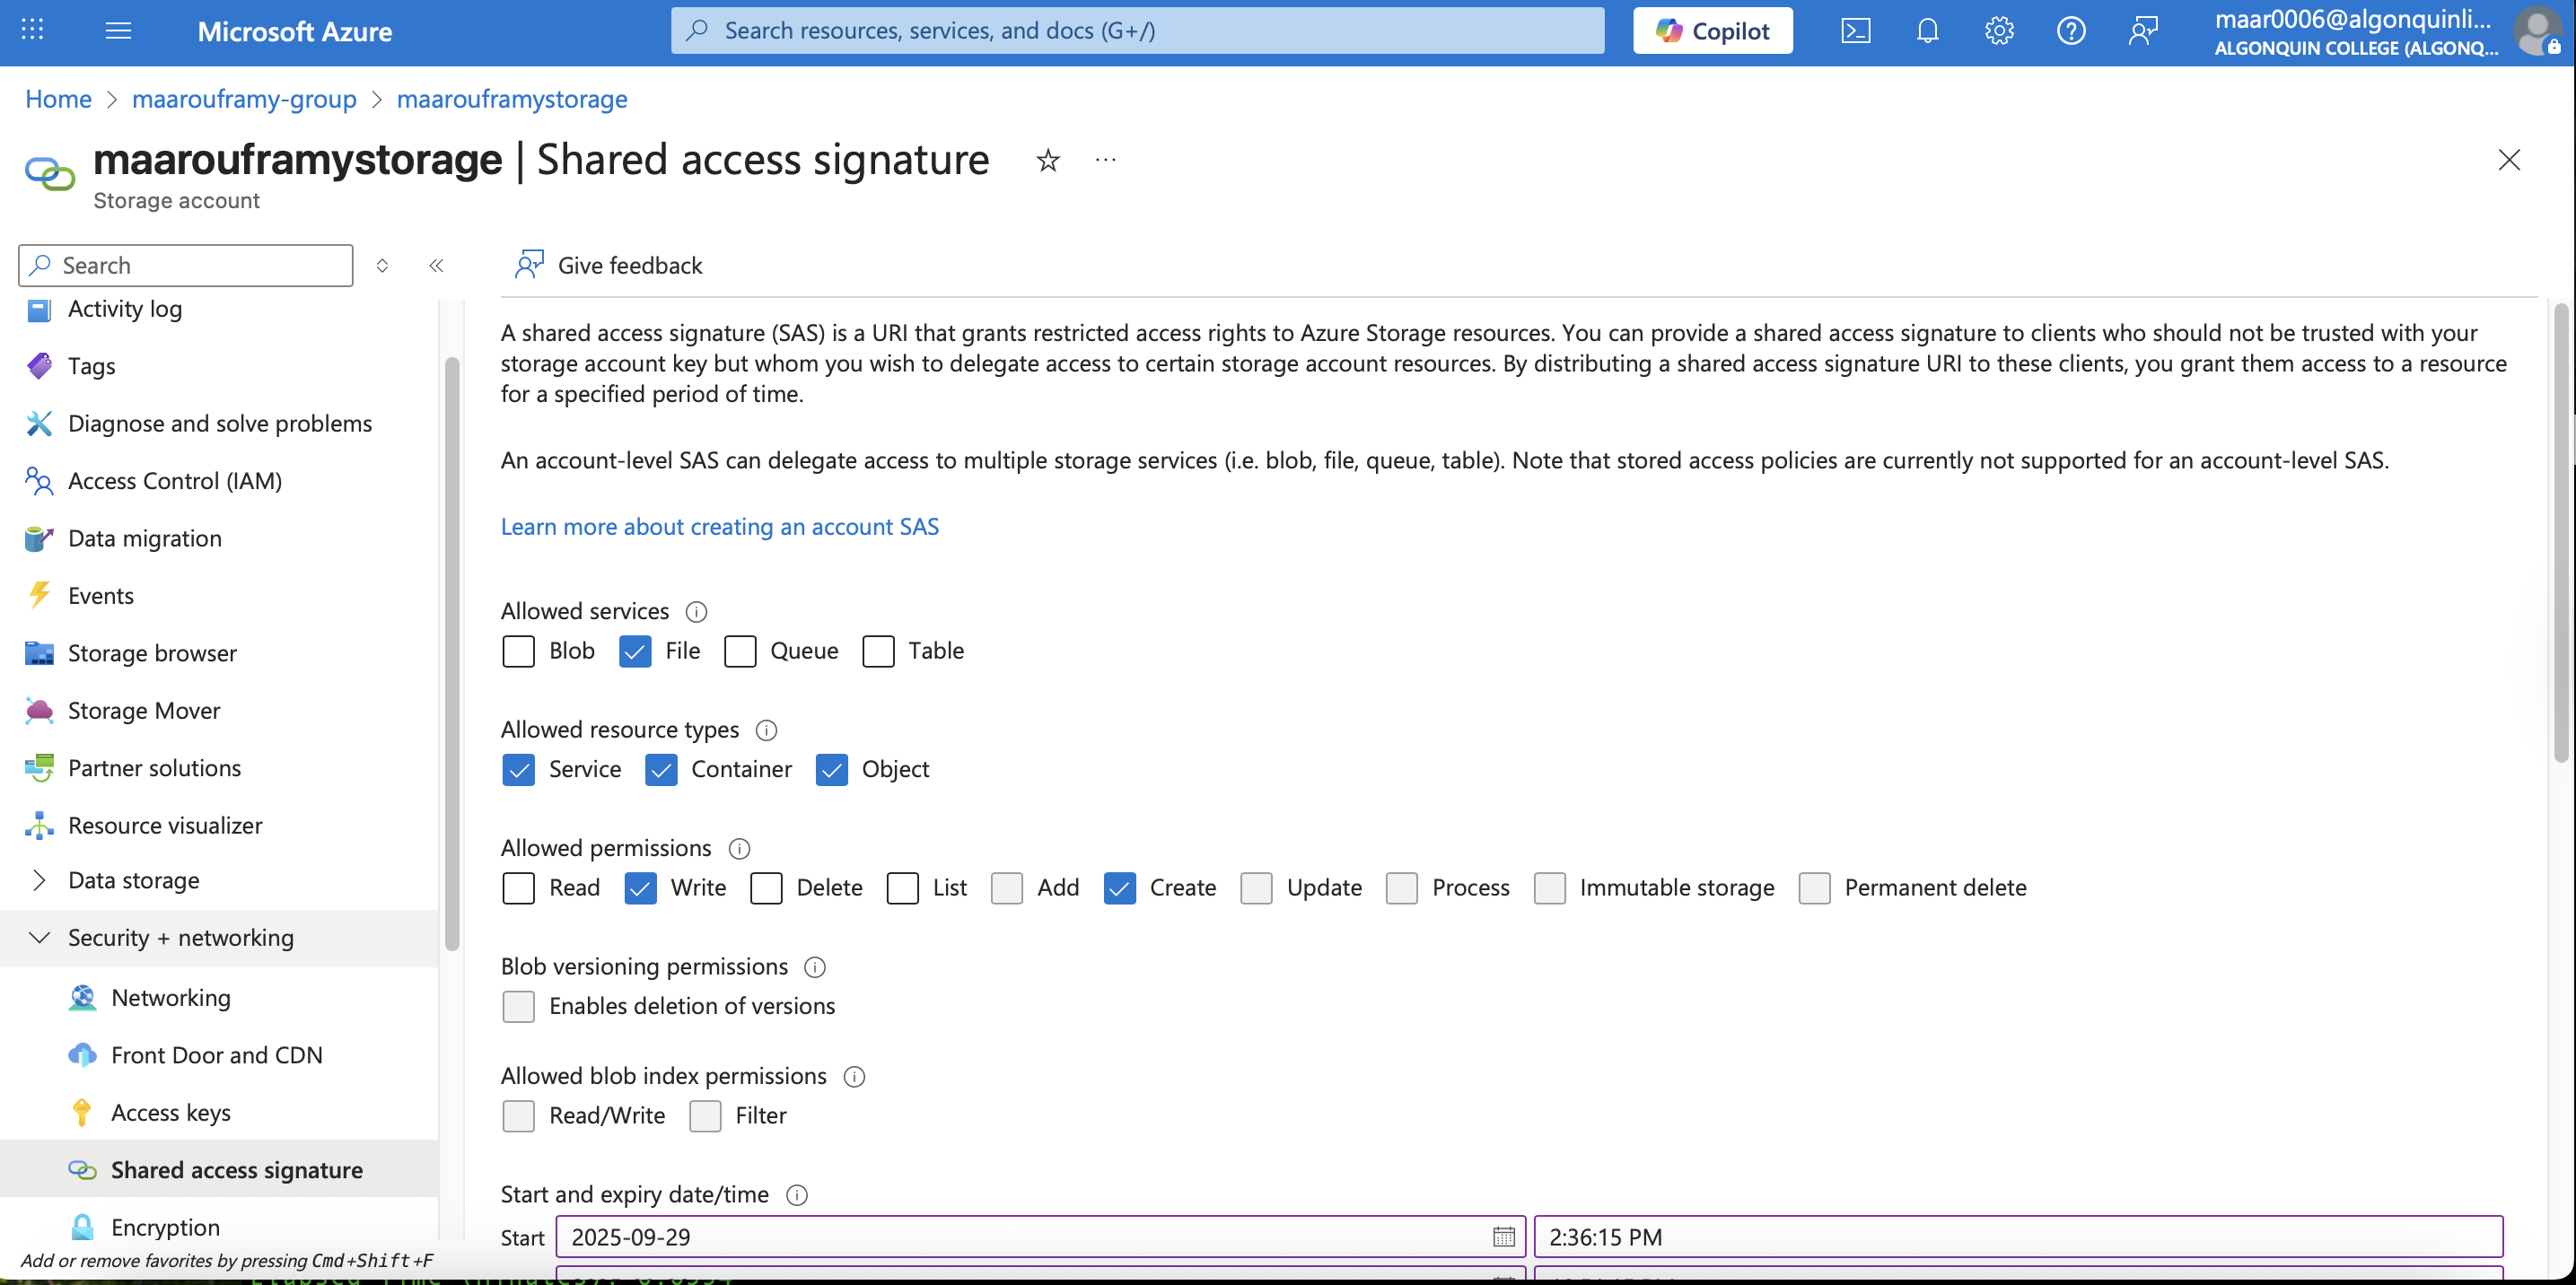 Microsoft Azure
Search resources, services, and docs (G+/)
Copilot
maar0006@algonquinli...
ALGONQUIN COLLEGE (ALGONQ...
Home > maarouframy-group > maarouframystorage
maarouframystorage | Shared access signature
...
Storage account
Search
Give feedback
Activity log
Tags
Diagnose and solve problems
Access Control (IAM)
Data migration
Events
Storage browser
Storage Mover
Partner solutions
Resource visualizer
Data storage
Security + networking
Networking
Front Door and CDN
Access keys
Shared access signature
Encryption
Add or remove favorites by pressing Cmd+Shift+F
A shared access signature (SAS) is a URI that grants restricted access rights to Azure Storage resources. You can provide a shared access signature to clients who should not be trusted with your
storage account key but whom you wish to delegate access to certain storage account resources. By distributing a shared access signature URI to these clients, you grant them access to a resource
for a specified period of time.
An account-level SAS can delegate access to multiple storage services (i.e. blob, file, queue, table). Note that stored access policies are currently not supported for an account-level SAS.
Learn more about creating an account SAS
Allowed services
Blob File Queue Table
Allowed resource types
Service Container Object
Allowed permissions
Read Write Delete List Add Create Update Process Immutable storage Permanent delete
Blob versioning permissions
Enables deletion of versions
Allowed blob index permissions
Read/Write Filter
Start and expiry date/time
Start 2025-09-29 2:36:15 PM